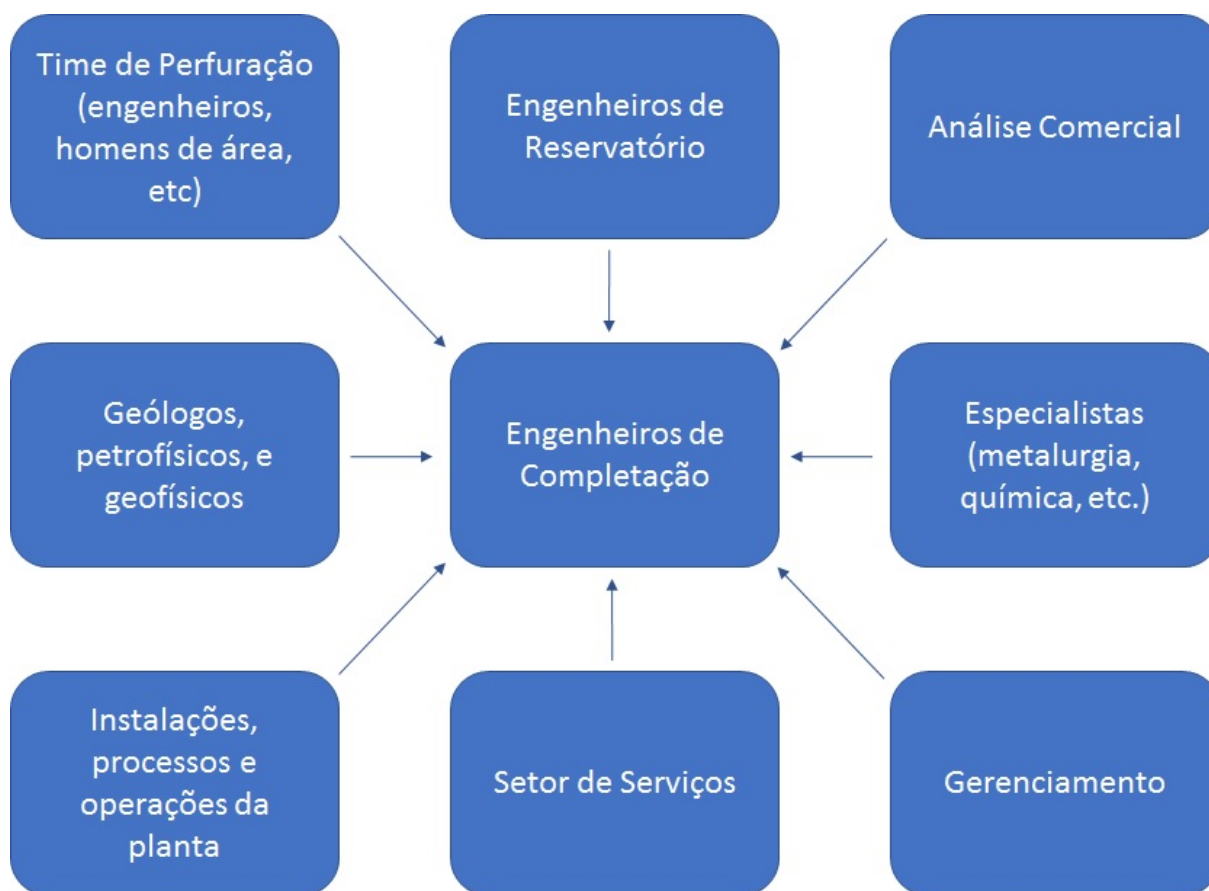 Time de Perfuração
(engenheiros,
homens de área,
etc)
Engenheiros de
Reservatório
Análise Comercial
Geólogos,
petrofísicos, e
geofísicos
Engenheiros de
Completação
Especialistas
(metalurgia,
química, etc.)
Instalações,
processos e
operações da
planta
Setor de Serviços
Gerenciamento